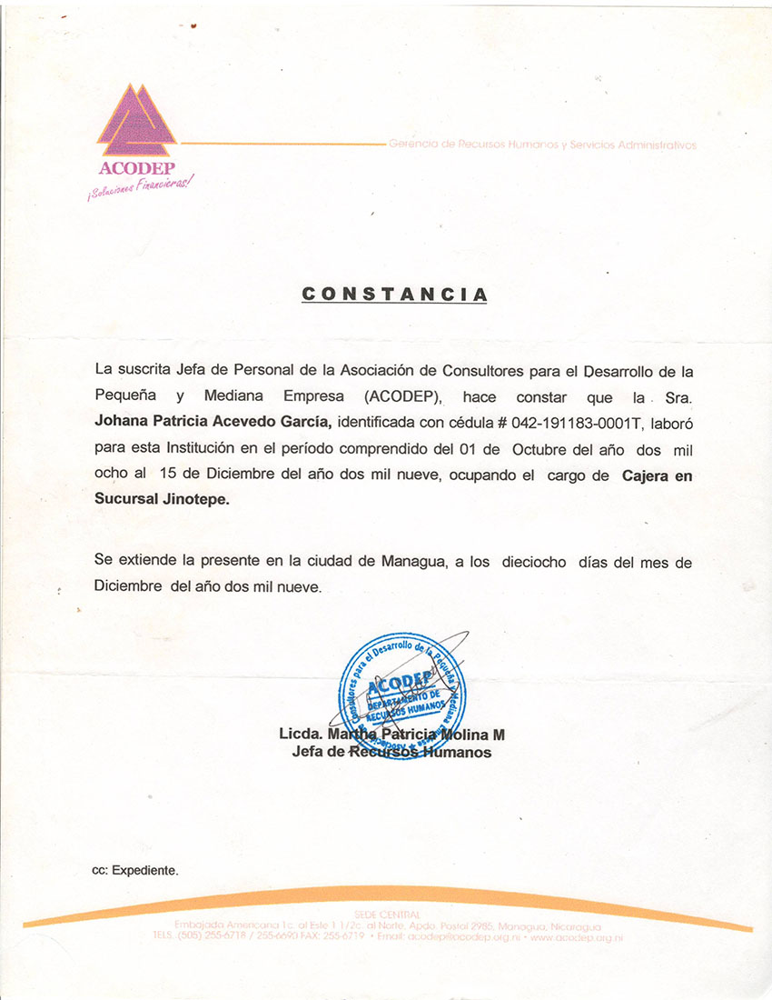 ACODEP
¡Soluciones Financieras!
Gerencia de Recursos Humanos y Servicios Administrativos
CONSTANCIA
La suscrita Jefa de Personal de la Asociación de Consultores para el Desarrollo de la
Pequeña y Mediana Empresa (ACODEP), hace constar que la Sra.
Johana Patricia Acevedo García, identificada con cédula # 042-191183-0001T, laboró
para esta Institución en el período comprendido del 01 de Octubre del año dos mil
ocho al 15 de Diciembre del año dos mil nueve, ocupando el cargo de Cajera en
Sucursal Jinotepe.
Se extiende la presente en la ciudad de Managua, a los dieciocho días del mes de
Diciembre del año dos mil nueve.
Asociación de Consultores para el Desarrollo de la Pequeña y Mediana Empresa
ACODEP
DEPARTAMENTO DE
RECURSOS HUMANOS
Licda. Martha Patricia Molina M
Jefa de Recursos Humanos
cc: Expediente.
SEDE CENTRAL
Embajada Americana 1c. al Este 1 1/2c. al Norte, Apdo. Postal 2985, Managua, Nicaragua
TELS.: (505) 255-6718 / 255-6690 FAX: 255-6719 • Email: acodep@acodep.org.ni • www.acodep.org.ni